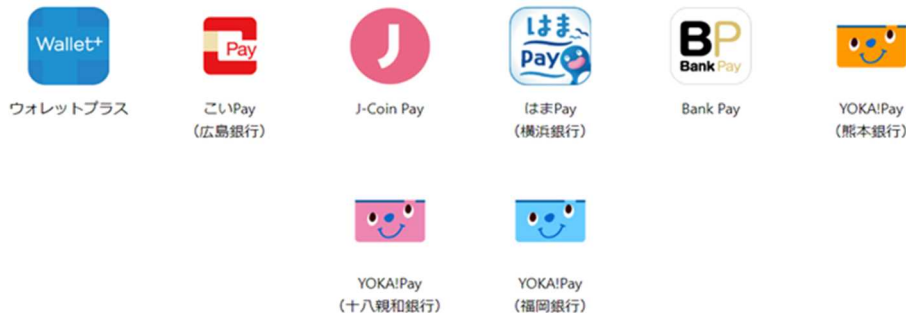 Wallet+
Pay
J
はま
pay
BP
Bank Pay
ウォレットプラス
こいPay
J-Coin Pay
はまPay
Bank Pay
YOKA!Pay
(広島銀行)
(横浜銀行)
(熊本銀行)
YOKA!Pay
YOKA!Pay
(十八親和銀行)
(福岡銀行)